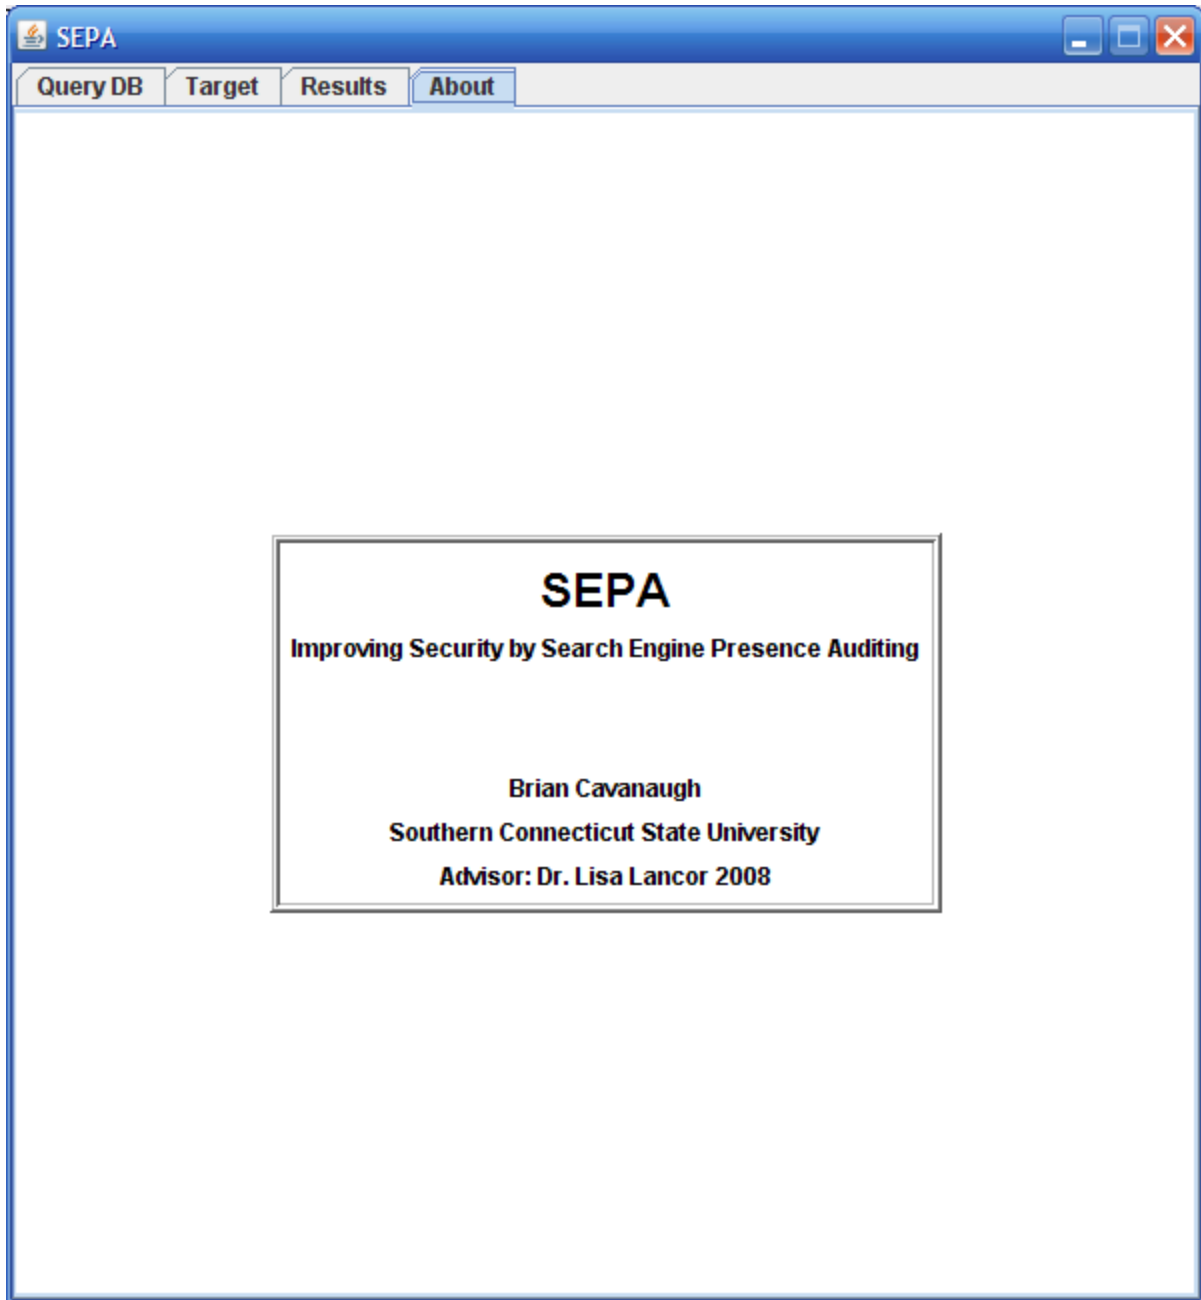 SEPA
Query DB Target Results About
SEPA
Improving Security by Search Engine Presence Auditing
Brian Cavanaugh
Southern Connecticut State University
Advisor: Dr. Lisa Lancor 2008